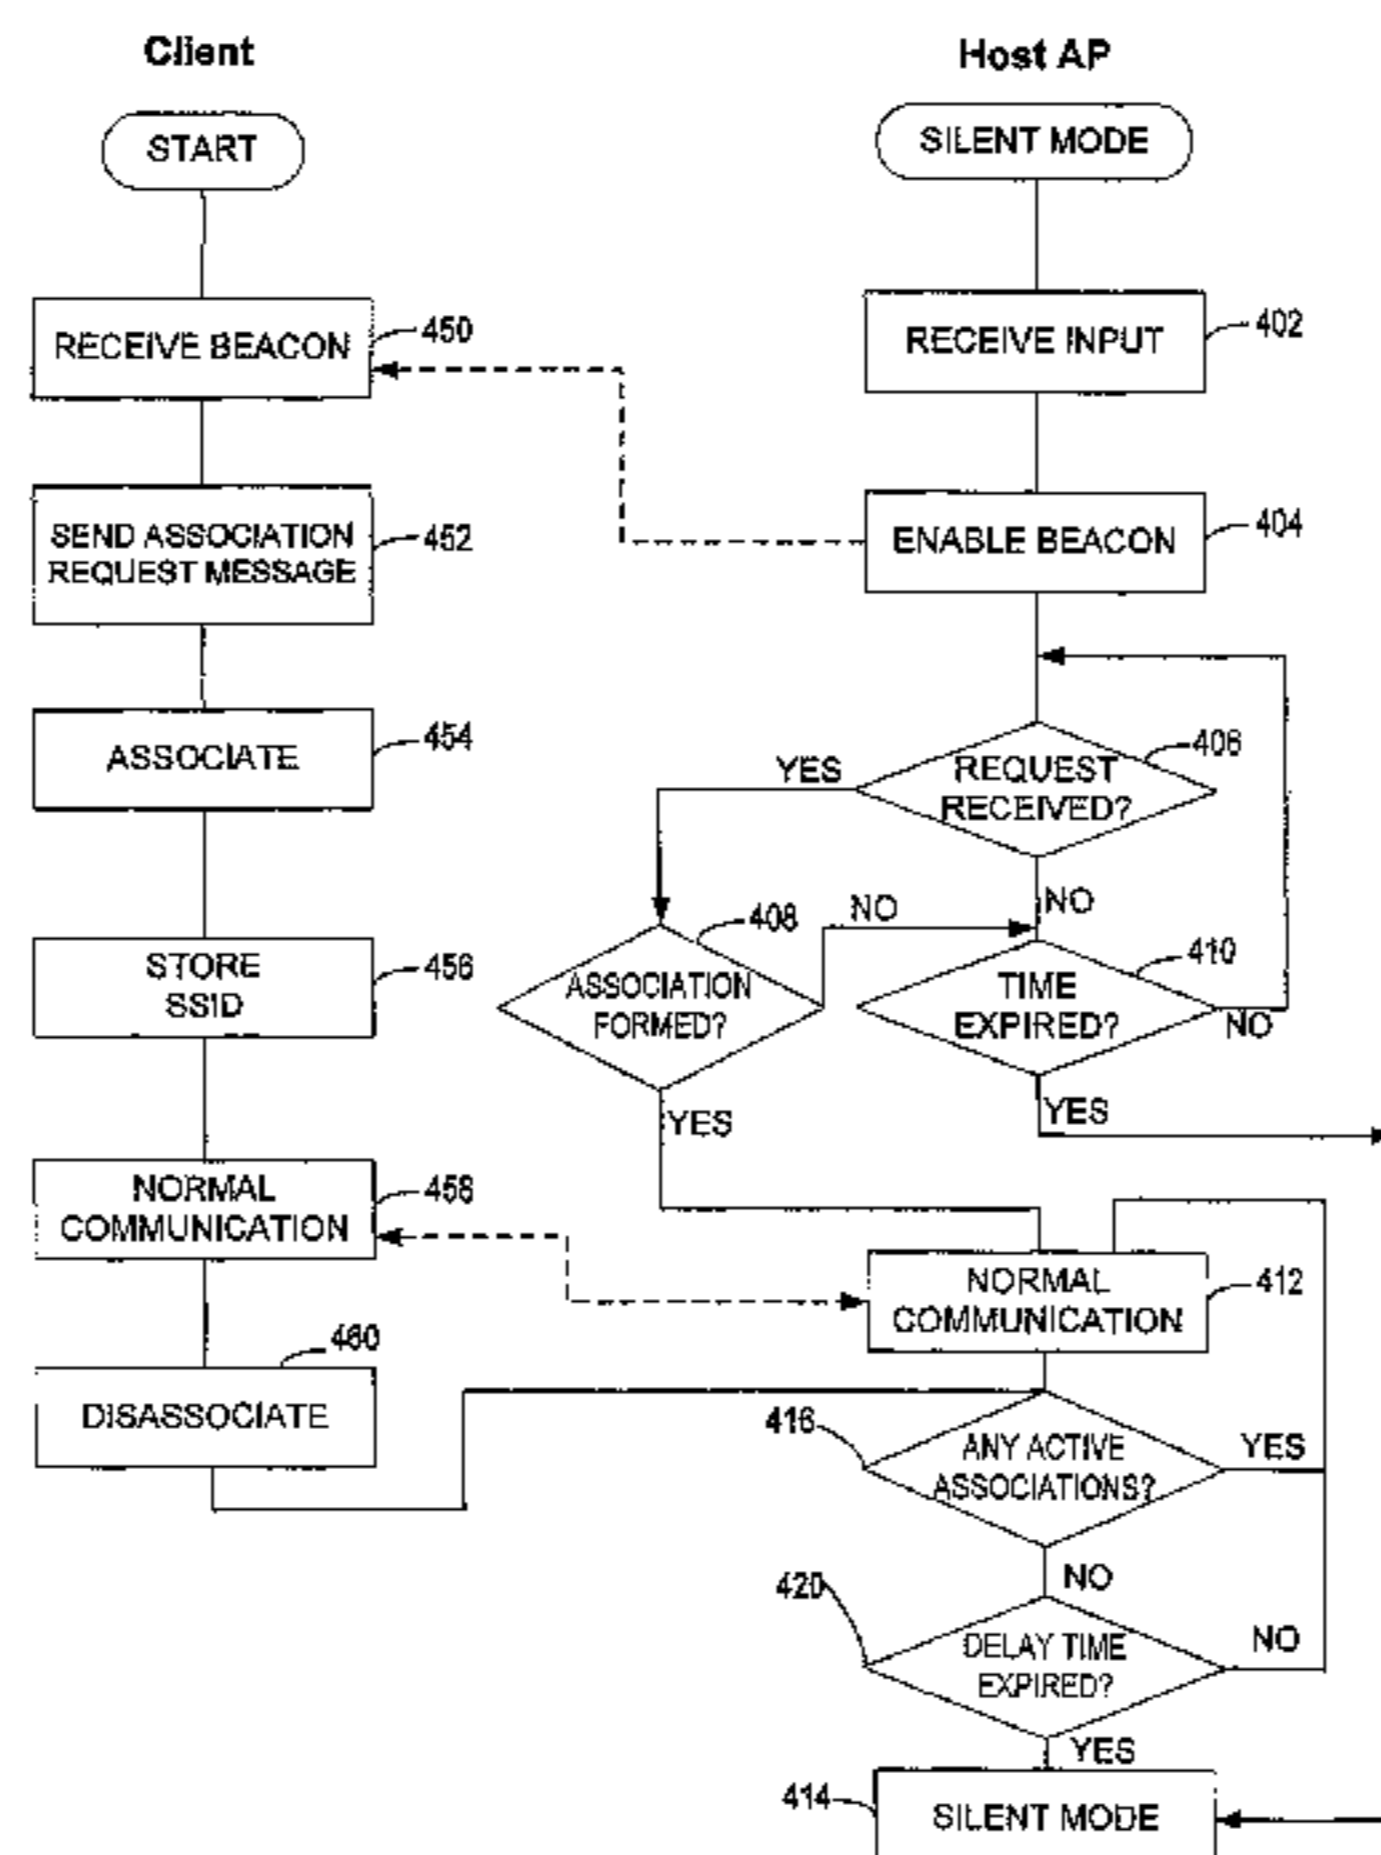 Client
START
RECEIVE BEACON
450
SEND ASSOCIATION
REQUEST MESSAGE
452
ASSOCIATE
454
STORE
SSID
456
NORMAL
COMMUNICATION
458
460
DISASSOCIATE
Host AP
SILENT MODE
RECEIVE INPUT
402
ENABLE BEACON
404
REQUEST
RECEIVED?
406
YES
NO
408
ASSOCIATION
FORMED?
NO
YES
410
TIME
EXPIRED?
NO
YES
NORMAL
COMMUNICATION
412
416
ANY ACTIVE
ASSOCIATIONS?
YES
NO
420
DELAY TIME
EXPIRED?
NO
YES
414
SILENT MODE